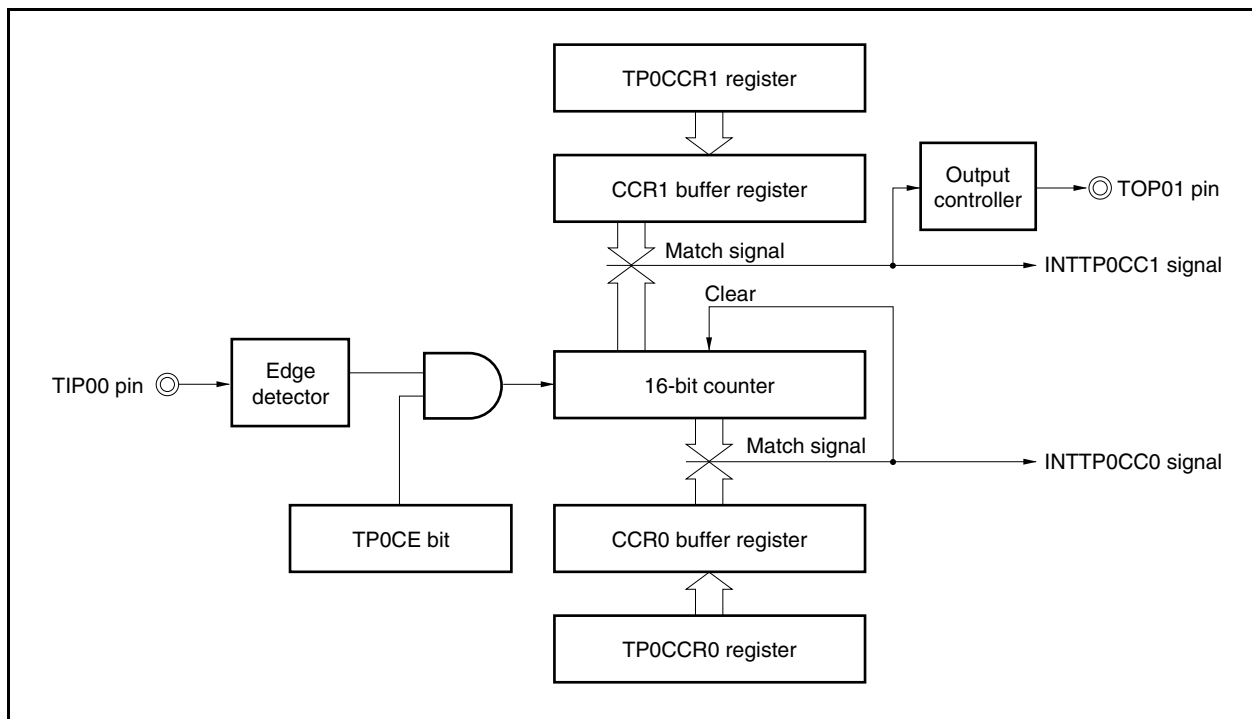 TP0CCR1 register
CCR1 buffer register
Output
controller
TOP01 pin
Match signal
INTTP0CC1 signal
Clear
TIP00 pin
Edge
detector
16-bit counter
Match signal
INTTP0CC0 signal
TP0CE bit
CCR0 buffer register
TP0CCR0 register